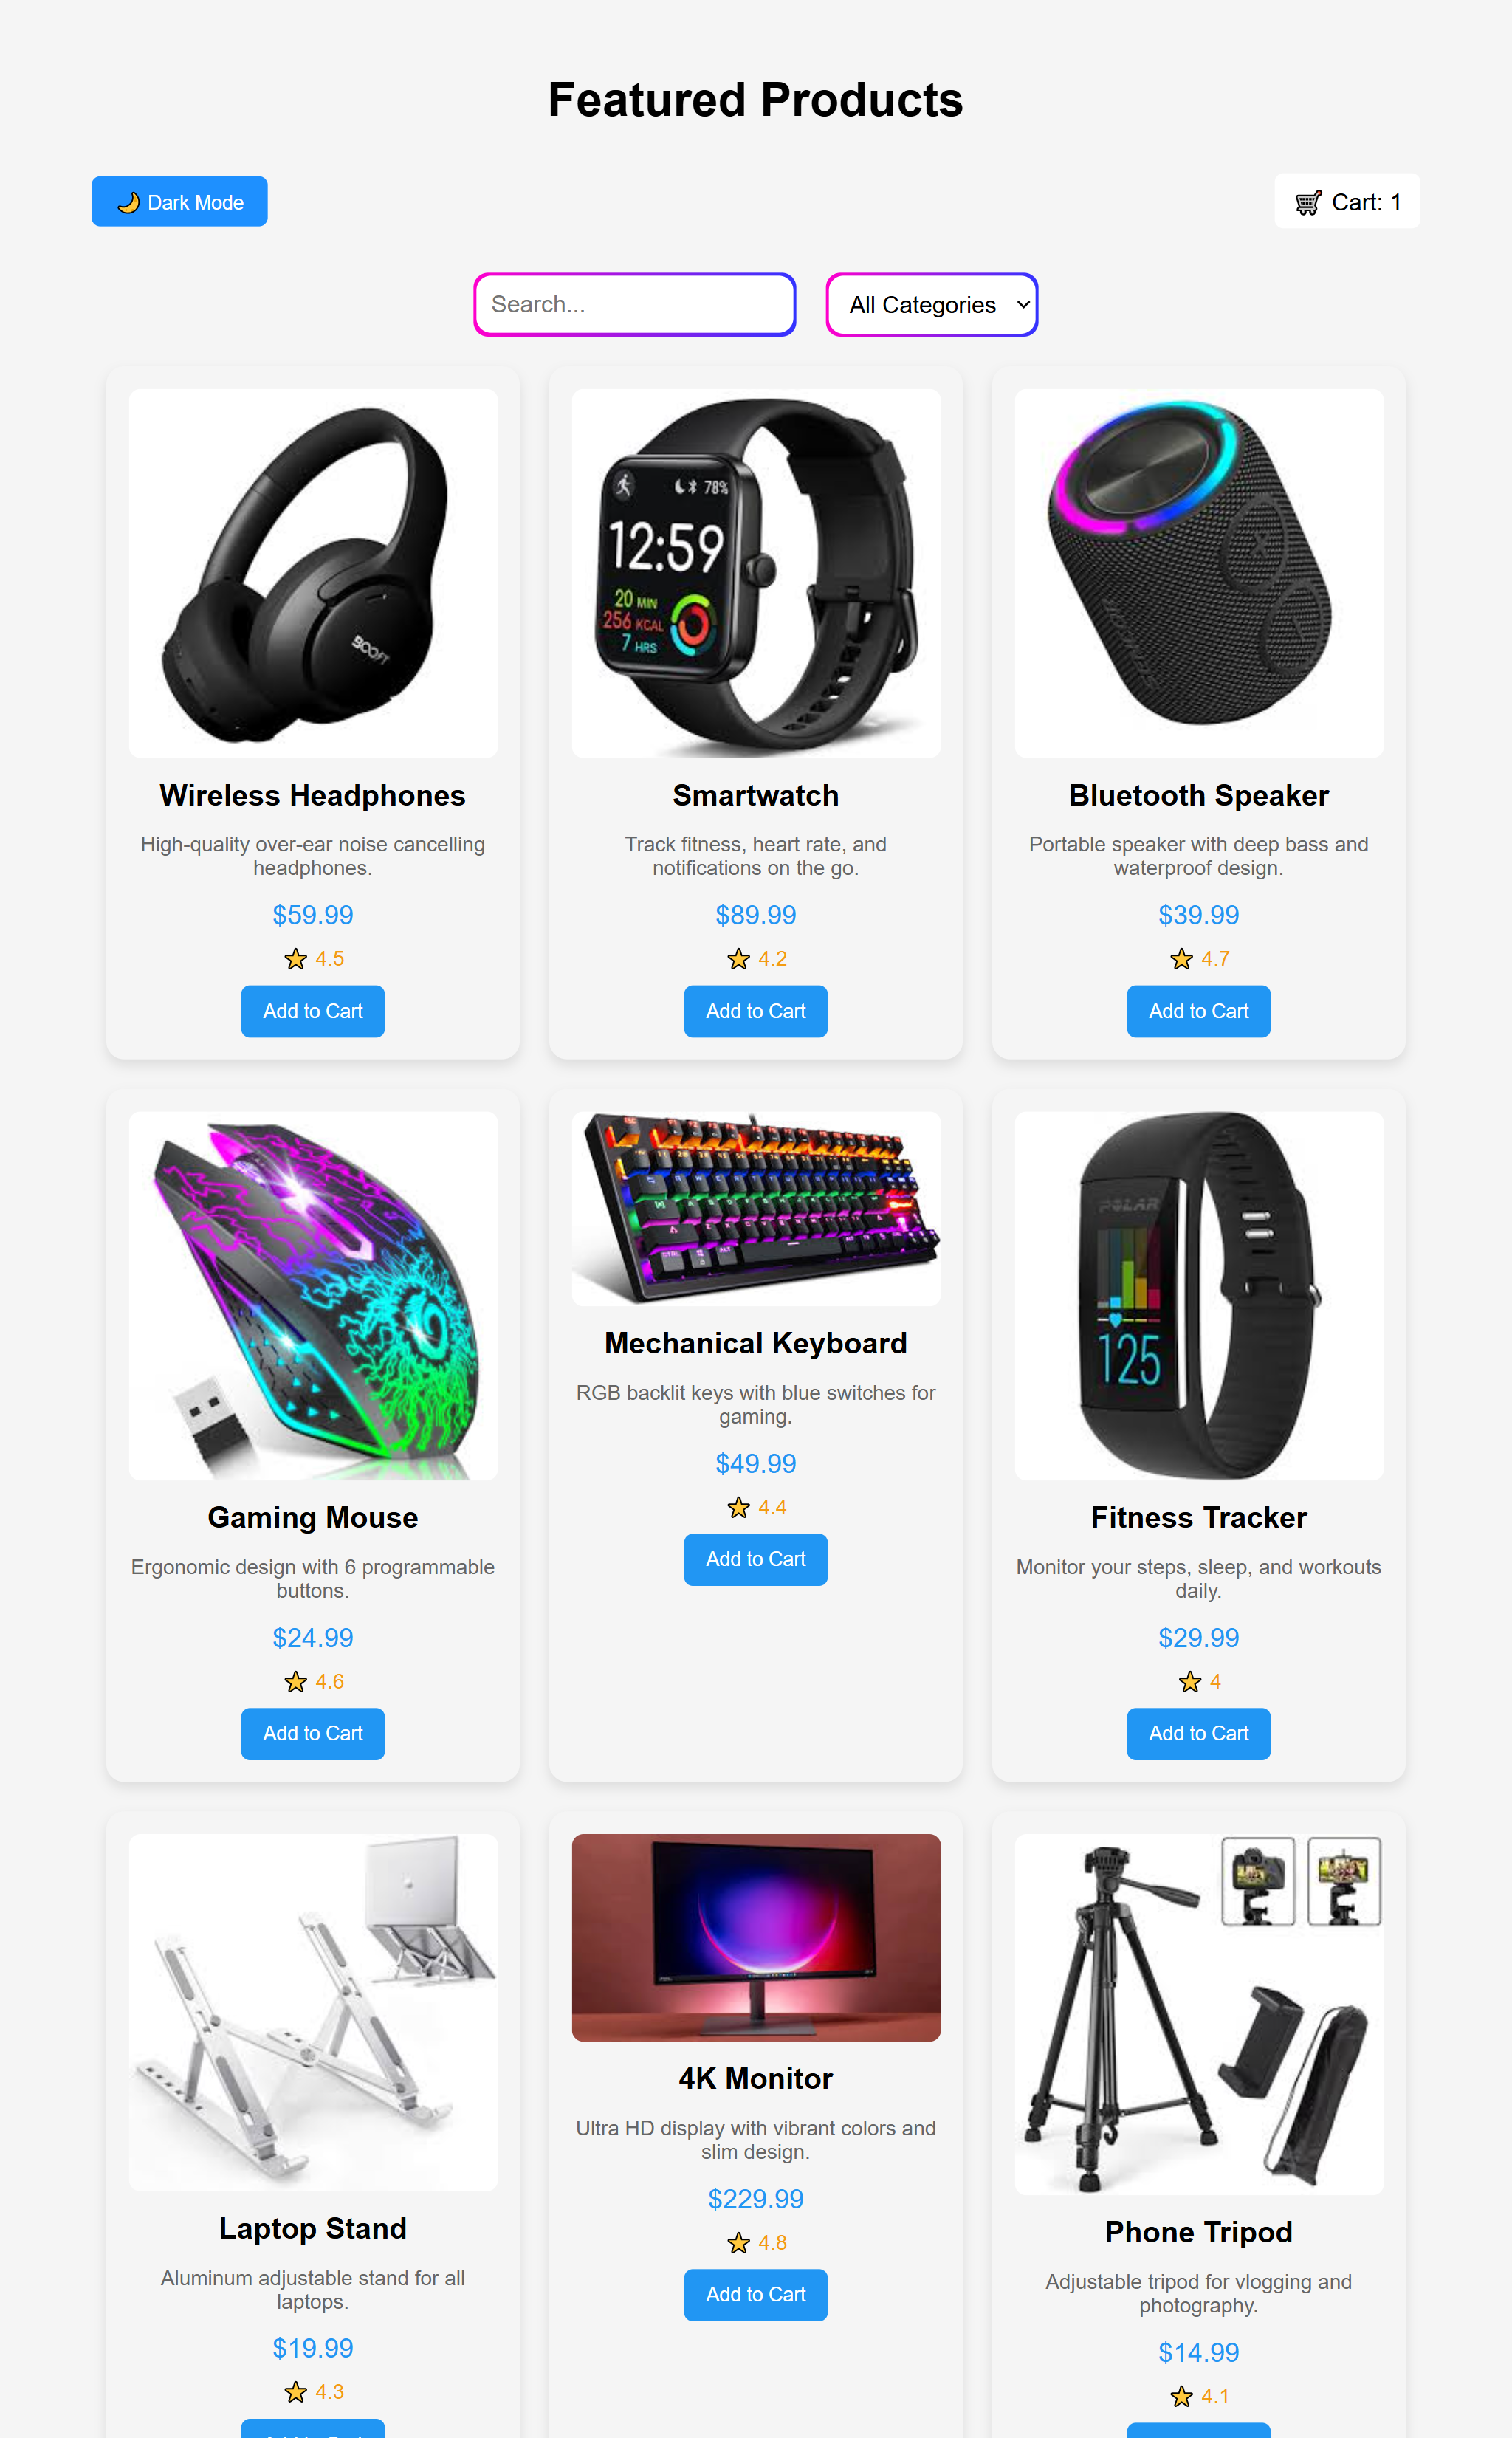 Featured Products
🌙 Dark Mode
🛒 Cart: 1
Search...
All Categories
BOOFT
78%
12:59
20 MIN
256 KCAL
7 HRS
Wireless Headphones
Smartwatch
Bluetooth Speaker
High-quality over-ear noise cancelling
headphones.
Track fitness, heart rate, and
notifications on the go.
Portable speaker with deep bass and
waterproof design.
$59.99
$89.99
$39.99
⭐ 4.5
⭐ 4.2
⭐ 4.7
Add to Cart
Add to Cart
Add to Cart
POLAR
125
Mechanical Keyboard
RGB backlit keys with blue switches for
gaming.
$49.99
⭐ 4.4
Add to Cart
Gaming Mouse
Ergonomic design with 6 programmable
buttons.
$24.99
⭐ 4.6
Add to Cart
Fitness Tracker
Monitor your steps, sleep, and workouts
daily.
$29.99
⭐ 4
Add to Cart
Laptop Stand
Aluminum adjustable stand for all
laptops.
$19.99
⭐ 4.3
4K Monitor
Ultra HD display with vibrant colors and
slim design.
$229.99
⭐ 4.8
Add to Cart
Phone Tripod
Adjustable tripod for vlogging and
photography.
$14.99
⭐ 4.1